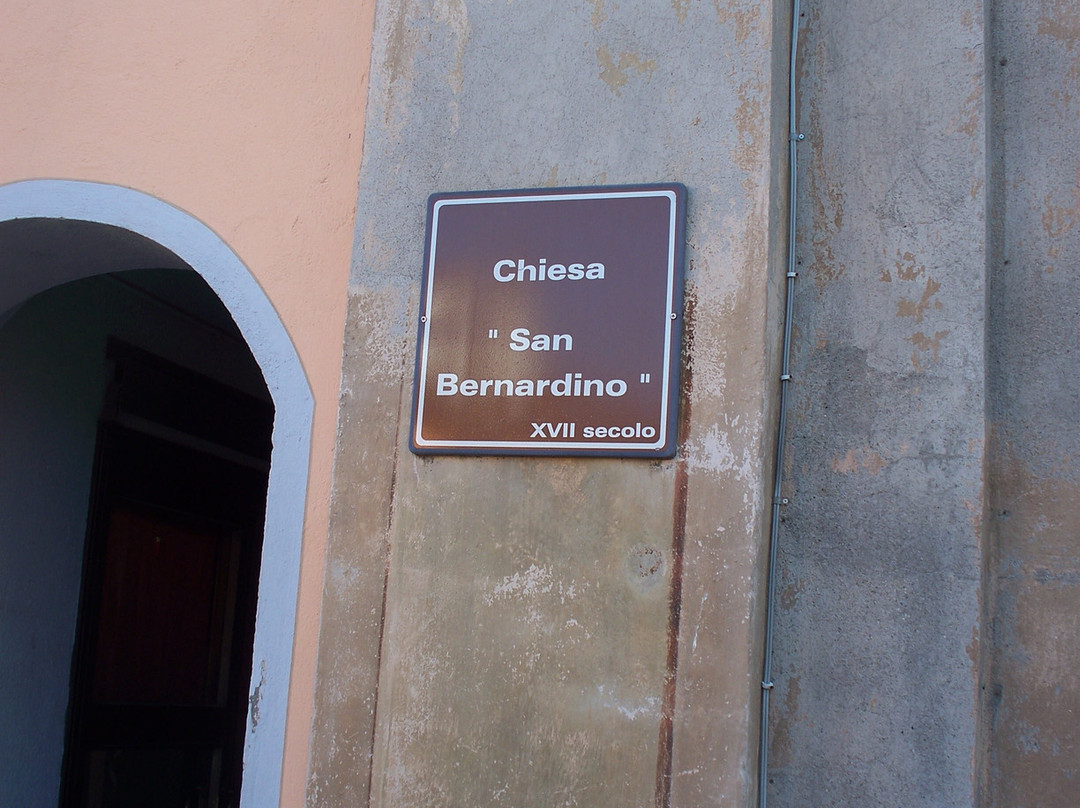 Chiesa
" San
Bernardino "
XVII secolo